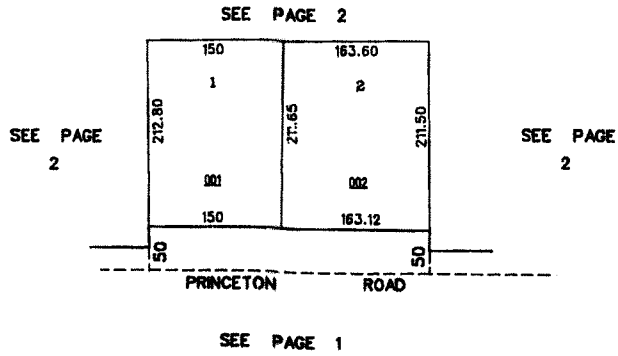 SEE PAGE 2
150 163.60
1 2
212.80 211.65 211.50
SEE PAGE
2
SEE PAGE
2
001 002
150 163.12
50 50
PRINCETON ROAD
SEE PAGE 1